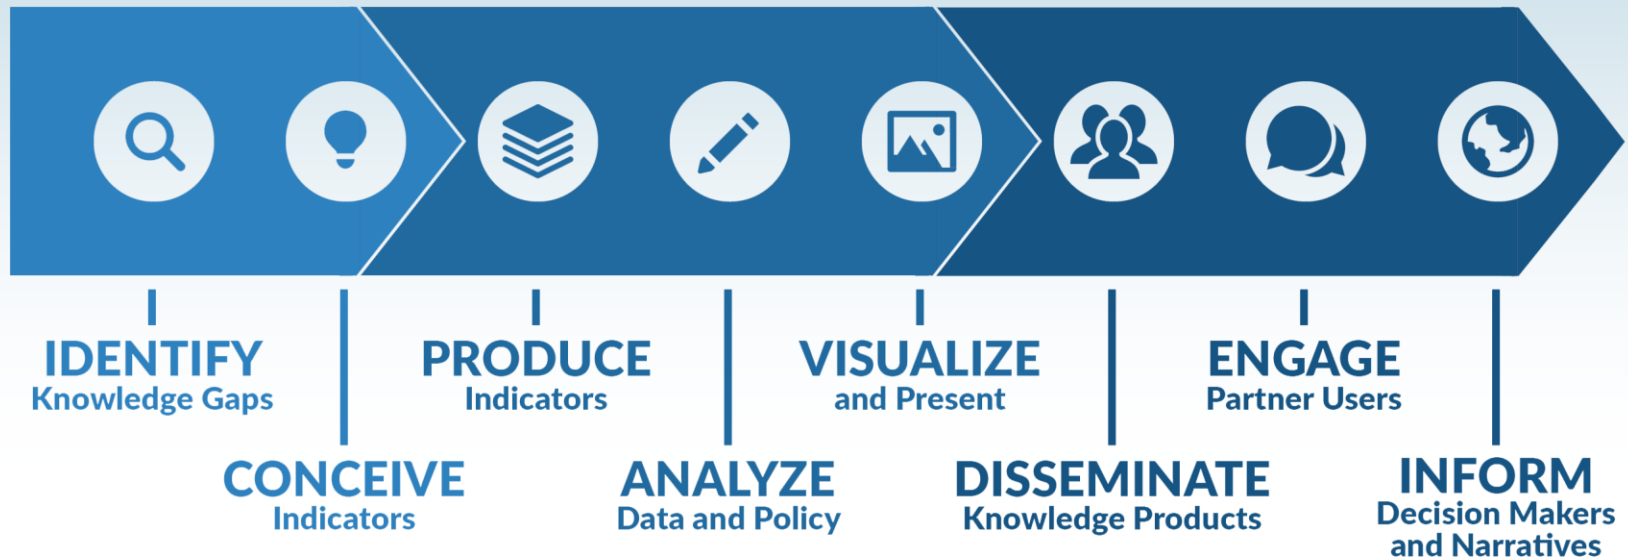 IDENTIFY
Knowledge Gaps
CONCEIVE
Indicators
PRODUCE
Indicators
ANALYZE
Data and Policy
VISUALIZE
and Present
DISSEMINATE
Knowledge Products
ENGAGE
Partner Users
INFORM
Decision Makers
and Narratives